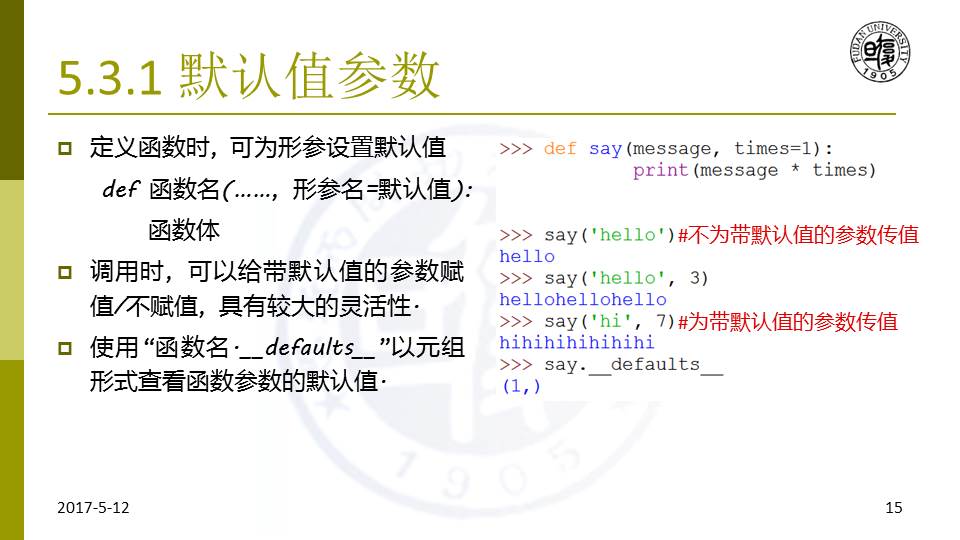 5.3.1 默认值参数
FUDAN UNIVERSITY
1905
定义函数时，可为形参设置默认值
def 函数名(……，形参名=默认值):
函数体
调用时，可以给带默认值的参数赋
值/不赋值，具有较大的灵活性.
使用“函数名.__defaults__”以元组
形式查看函数参数的默认值.
>>> def say(message, times=1):
print(message * times)
>>> say('hello')#不为带默认值的参数传值
hello
>>> say('hello', 3)
hellohellohello
>>> say('hi', 7)#为带默认值的参数传值
hihihihihihihi
>>> say.__defaults__
(1,)
1905
2017-5-12
15